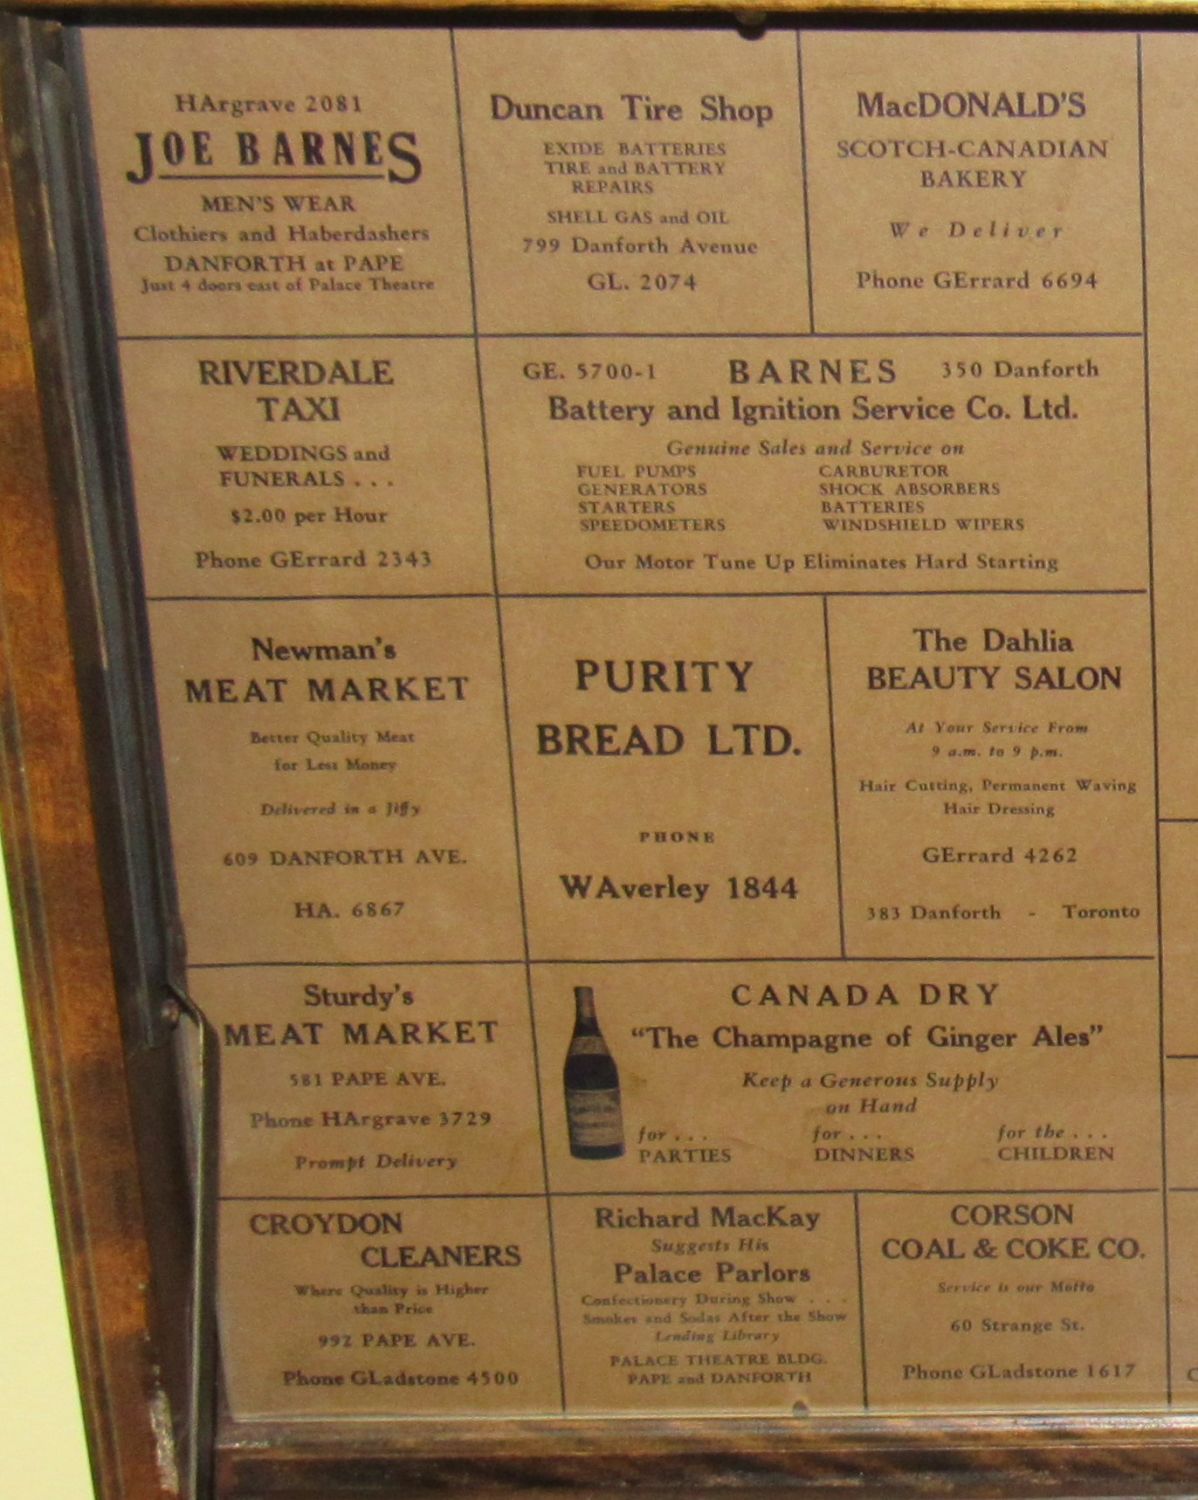 HArgrave 2081
JOE BARNES
MEN'S WEAR
Clothiers and Haberdashers
DANFORTH at PAPE
Just 4 doors east of Palace Theatre
Duncan Tire Shop
EXIDE BATTERIES
TIRE and BATTERY
REPAIRS
SHELL GAS and OIL
799 Danforth Avenue
GL. 2074
MacDONALD'S
SCOTCH-CANADIAN
BAKERY
We Deliver
Phone GErrard 6694
RIVERDALE
TAXI
WEDDINGS and
FUNERALS . . .
$2.00 per Hour
Phone GErrard 2343
GE. 5700-1 BARNES 350 Danforth
Battery and Ignition Service Co. Ltd.
Genuine Sales and Service on
FUEL PUMPS CARBURETOR
GENERATORS SHOCK ABSORBERS
STARTERS BATTERIES
SPEEDOMETERS WINDSHIELD WIPERS
Our Motor Tune Up Eliminates Hard Starting
Newman's
MEAT MARKET
Better Quality Meat
for Less Money
Delivered in a Jiffy
609 DANFORTH AVE.
HA. 6867
PURITY
BREAD LTD.
PHONE
WAverley 1844
The Dahlia
BEAUTY SALON
At Your Service From
9 a.m. to 9 p.m.
Hair Cutting, Permanent Waving
Hair Dressing
GErrard 4262
383 Danforth - Toronto
Sturdy's
MEAT MARKET
581 PAPE AVE.
Phone HArgrave 3729
Prompt Delivery
CANADA DRY
"The Champagne of Ginger Ales"
Keep a Generous Supply
on Hand
for . . . for . . . for the . . .
PARTIES DINNERS CHILDREN
CROYDON
CLEANERS
Where Quality is Higher
than Price
992 PAPE AVE.
Phone GLadstone 4500
Richard MacKay
Suggests His
Palace Parlors
Confectionery During Show . . .
Smokes and Sodas After the Show
Lending Library
PALACE THEATRE BLDG.
PAPE and DANFORTH
CORSON
COAL & COKE CO.
Service is our Motto
60 Strange St.
Phone GLadstone 1617